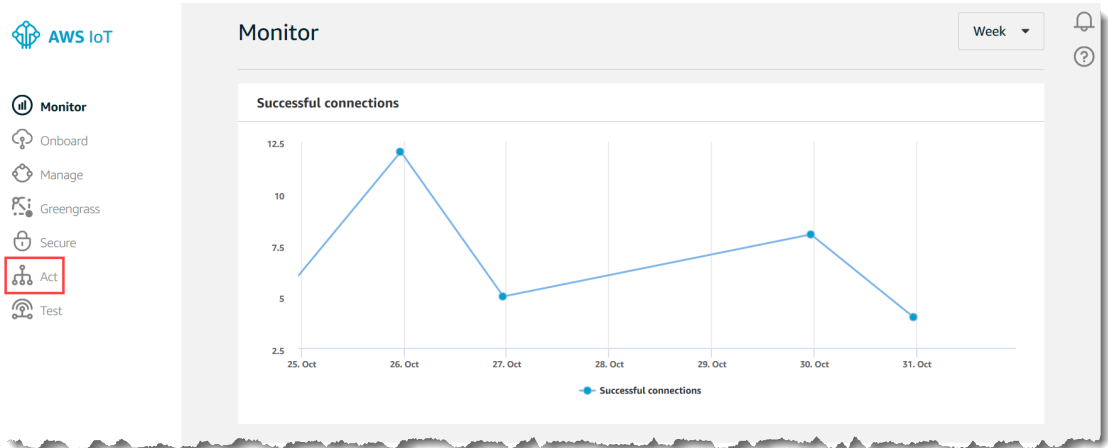 AWS IoT
Monitor
Onboard
Manage
Greengrass
Secure
Act
Test
Monitor
Week
Successful connections
12.5
10
7.5
5
2.5
25. Oct 26. Oct 27. Oct 28. Oct 29. Oct 30. Oct 31. Oct
Successful connections